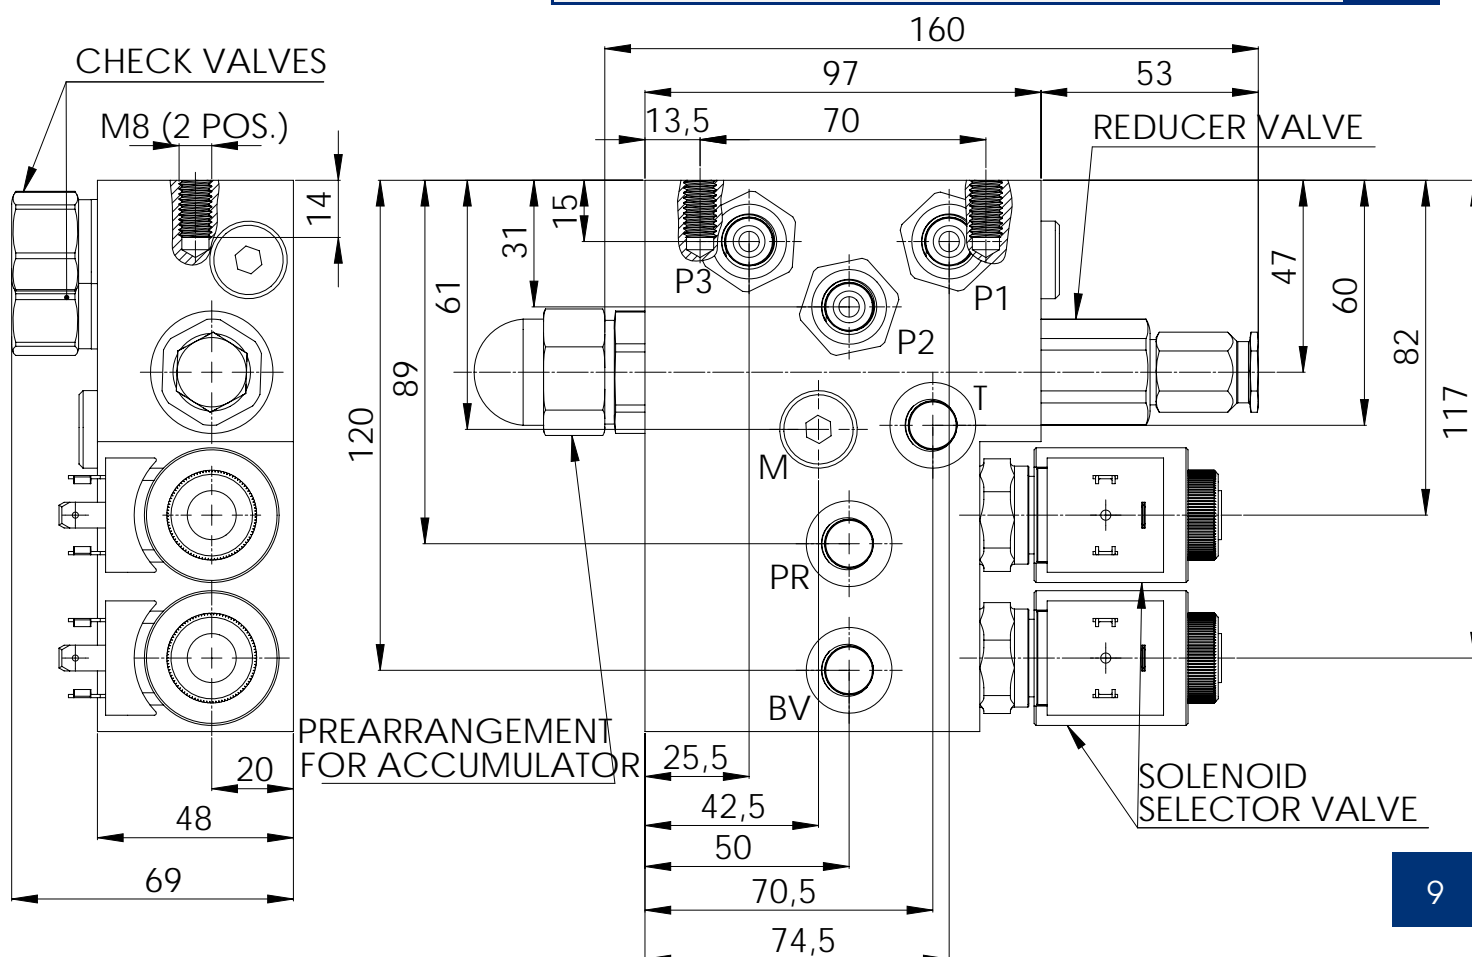 160
CHECK VALVES
97
53
M8 (2 POS.)
13,5
70
REDUCER VALVE
14
15
31
61
89
120
47
60
82
117
P3
P1
P2
T
M
PR
BV
PREARRANGEMENT
FOR ACCUMULATOR
20
48
69
25,5
42,5
50
70,5
74,5
SOLENOID
SELECTOR VALVE
9